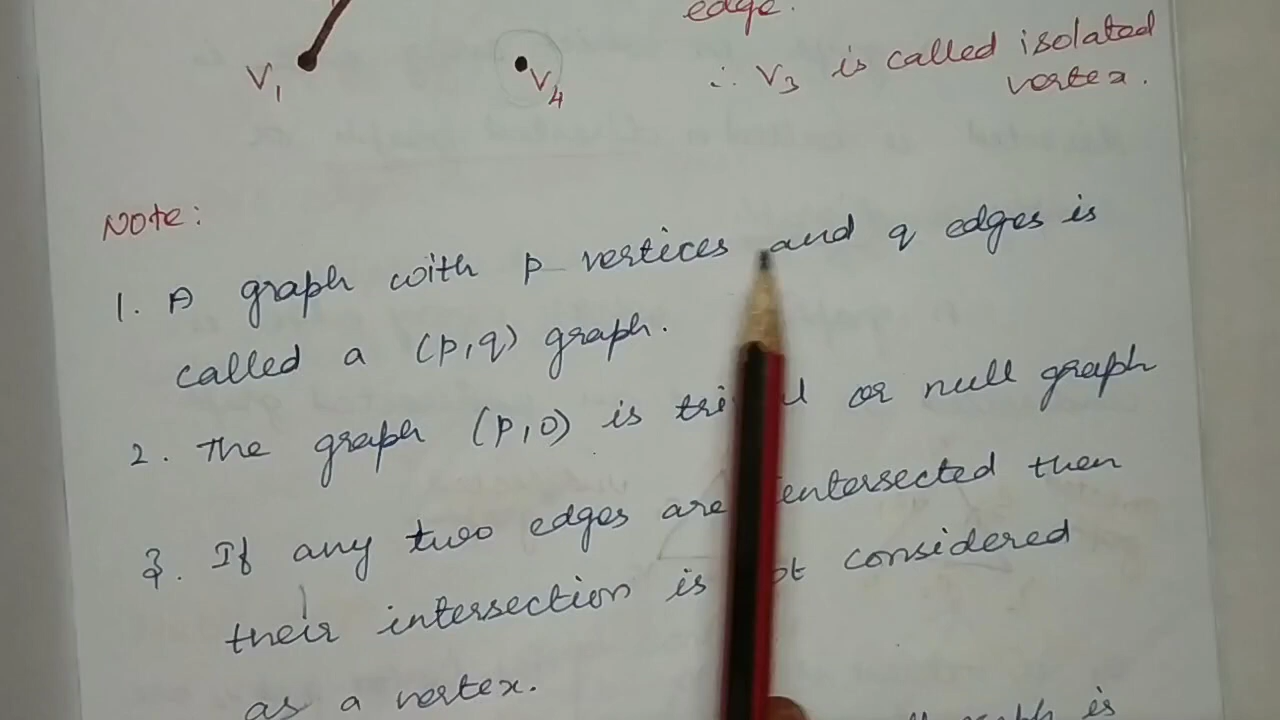 edge.
∴ V3 is called isolated
vertex.
V1
V4
Note:
1. A graph with p vertices and q edges is
called a (p,q) graph.
2. The graph (p,0) is or null graph
3. If any two edges are intersected then
their intersection is considered
as a vertex.
graph is